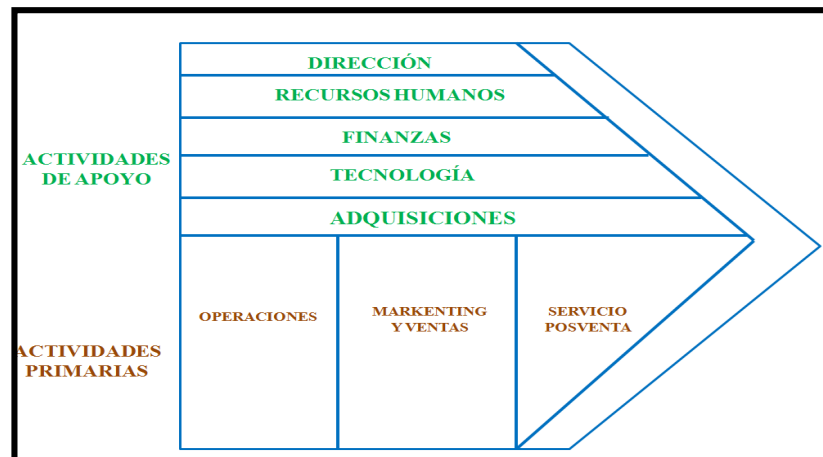 DIRECCIÓN
RECURSOS HUMANOS
FINANZAS
TECNOLOGÍA
ADQUISICIONES
ACTIVIDADES
DE APOYO
OPERACIONES
MARKENTING
Y VENTAS
SERVICIO
POSVENTA
ACTIVIDADES
PRIMARIAS